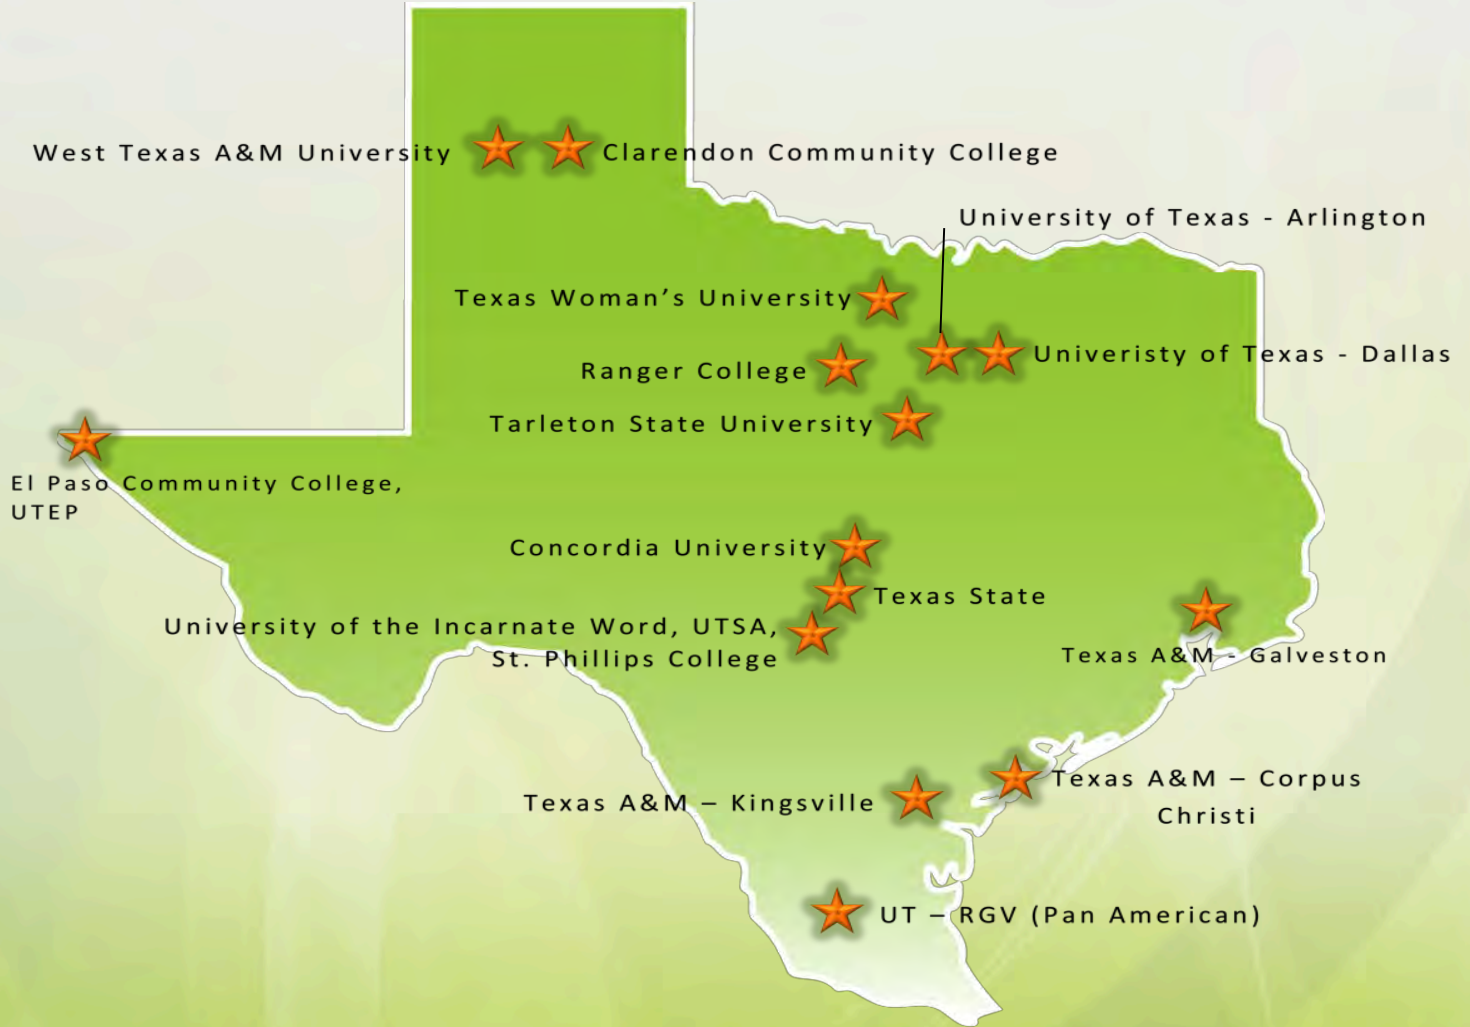 West Texas A&M University
Clarendon Community College
University of Texas - Arlington
Texas Woman’s University
Univeristy of Texas - Dallas
Ranger College
Tarleton State University
El Paso Community College,
UTEP
Concordia University
Texas State
University of the Incarnate Word, UTSA,
St. Phillips College
Texas A&M - Galveston
Texas A&M – Corpus
Christi
Texas A&M – Kingsville
UT – RGV (Pan American)